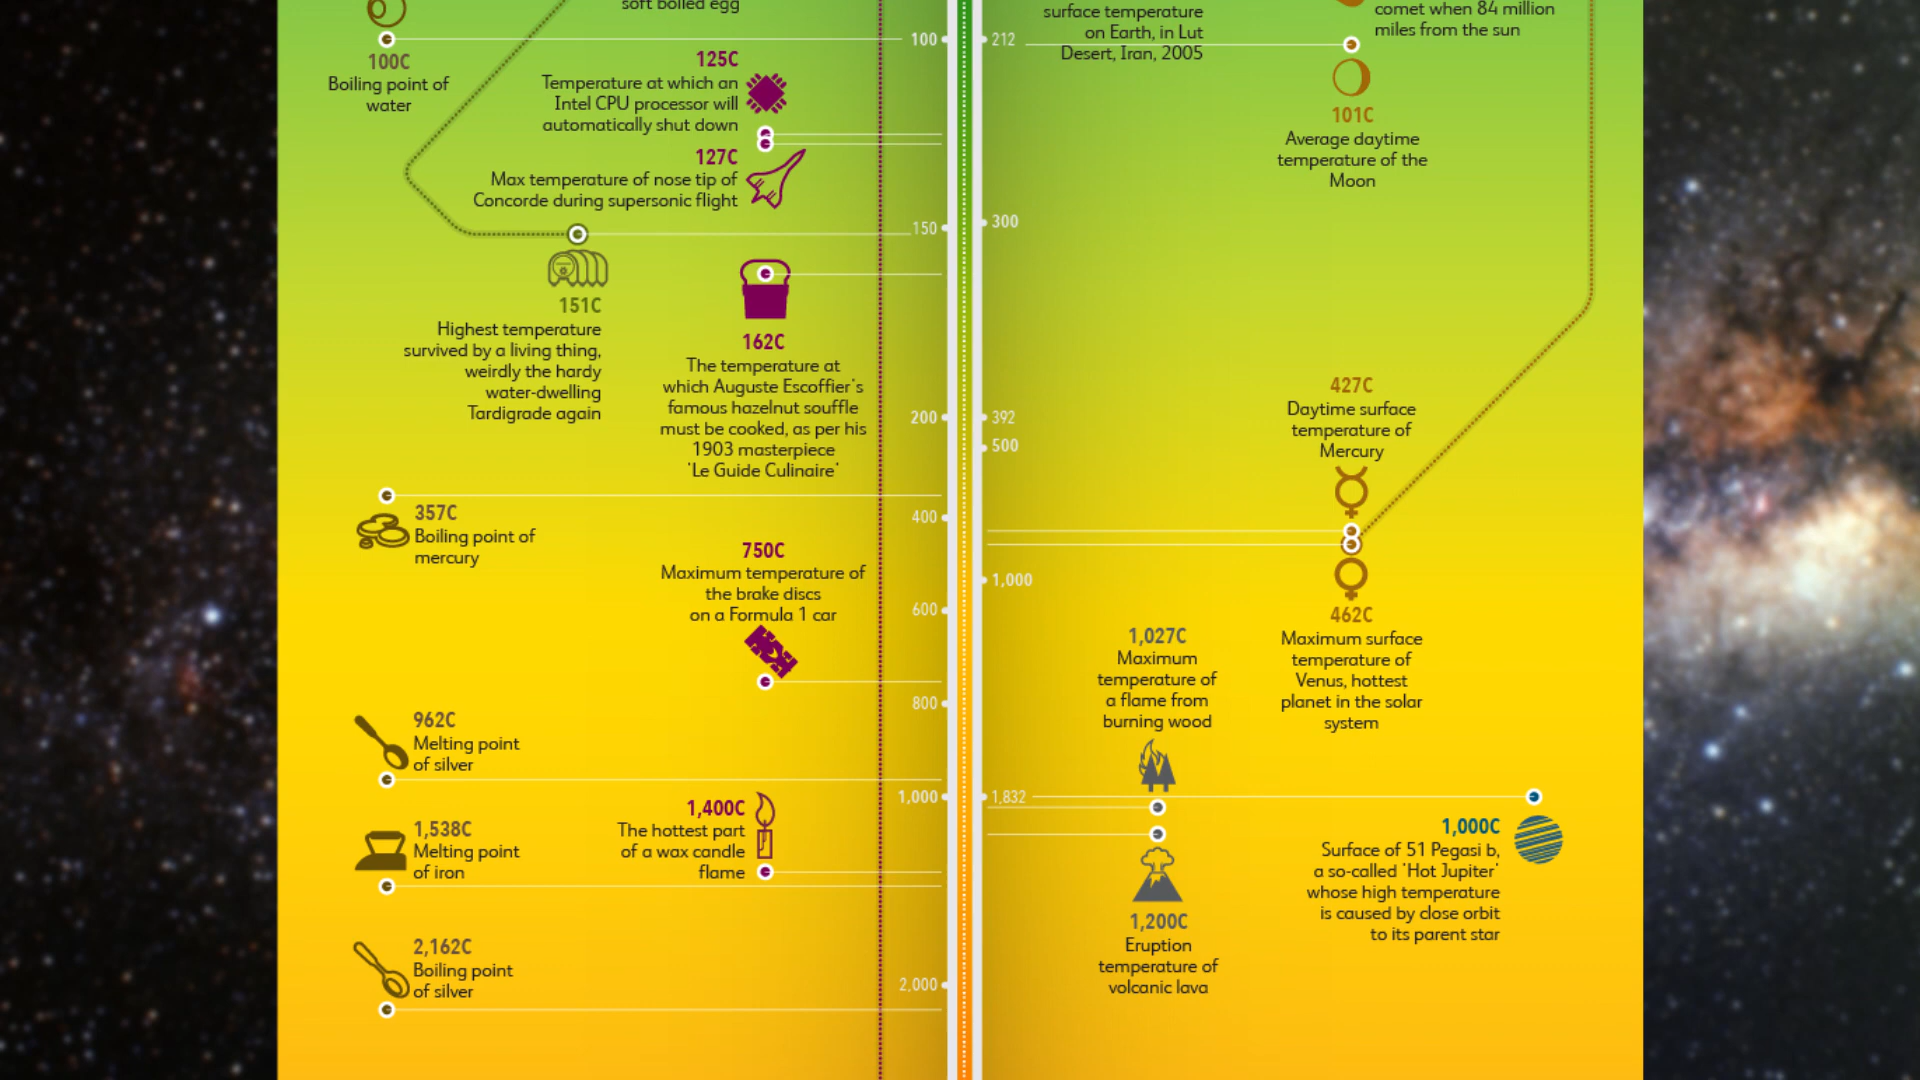 soft boiled egg
100C
Boiling point of
water
125C
Temperature at which an
Intel CPU processor will
automatically shut down
127C
Max temperature of nose tip of
Concorde during supersonic flight
151C
Highest temperature
survived by a living thing,
weirdly the hardy
water-dwelling
Tardigrade again
162C
The temperature at
which Auguste Escoffier's
famous hazelnut souffle
must be cooked, as per his
1903 masterpiece
'Le Guide Culinaire'
357C
Boiling point of
mercury
750C
Maximum temperature of
the brake discs
on a Formula 1 car
962C
Melting point
of silver
1,538C
Melting point
of iron
1,400C
The hottest part
of a wax candle
flame
2,162C
Boiling point
of silver
100
150
200
400
600
800
1,000
2,000
212
300
392
500
1,000
1,832
surface temperature
on Earth, in Lut
Desert, Iran, 2005
comet when 84 million
miles from the sun
101C
Average daytime
temperature of the
Moon
427C
Daytime surface
temperature of
Mercury
462C
Maximum surface
temperature of
Venus, hottest
planet in the solar
system
1,027C
Maximum
temperature of
a flame from
burning wood
1,200C
Eruption
temperature of
volcanic lava
1,000C
Surface of 51 Pegasi b,
a so-called 'Hot Jupiter'
whose high temperature
is caused by close orbit
to its parent star